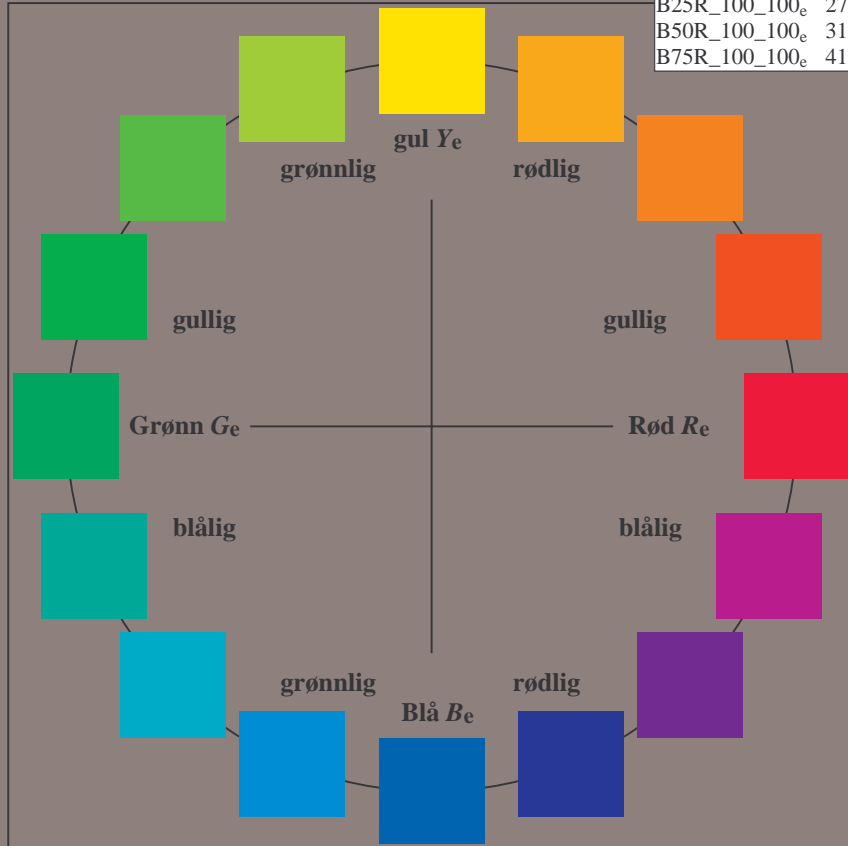 B25R_100_100e 27
B50R_100_100e 31
B75R_100_100e 41
gul Ye
grønnlig rødlig
gullig gullig
Grønn Ge Rød Re
blålig blålig
grønnlig rødlig
Blå Be